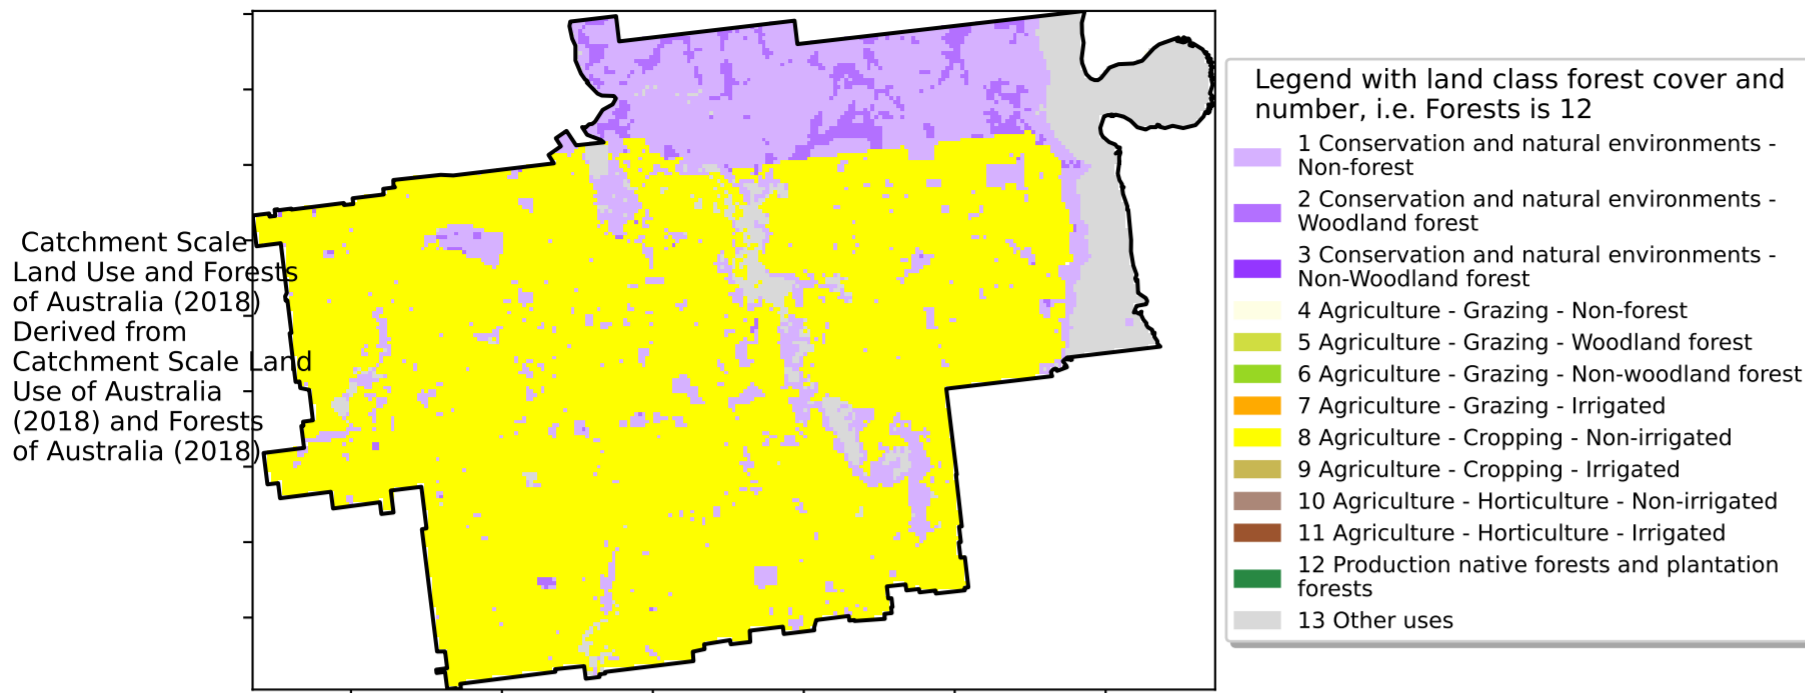 Catchment Scale
Land Use and Forests
of Australia (2018)
Derived from
Catchment Scale Land
Use of Australia
(2018) and Forests
of Australia (2018)
Legend with land class forest cover and
number, i.e. Forests is 12
1 Conservation and natural environments -
Non-forest
2 Conservation and natural environments -
Woodland forest
3 Conservation and natural environments -
Non-Woodland forest
4 Agriculture - Grazing - Non-forest
5 Agriculture - Grazing - Woodland forest
6 Agriculture - Grazing - Non-woodland forest
7 Agriculture - Grazing - Irrigated
8 Agriculture - Cropping - Non-irrigated
9 Agriculture - Cropping - Irrigated
10 Agriculture - Horticulture - Non-irrigated
11 Agriculture - Horticulture - Irrigated
12 Production native forests and plantation
forests
13 Other uses